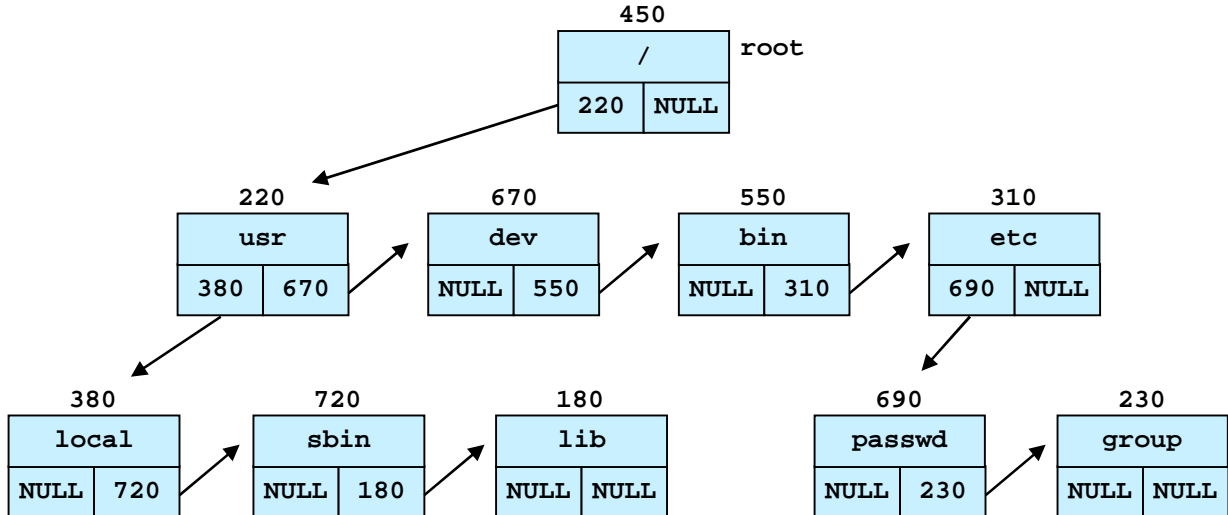 450
/ root
220 NULL
220 670 550 310
usr dev bin etc
380 670 NULL 550 NULL 310 690 NULL
380 720 180 690 230
local sbin lib passwd group
NULL 720 NULL 180 NULL NULL NULL 230 NULL NULL